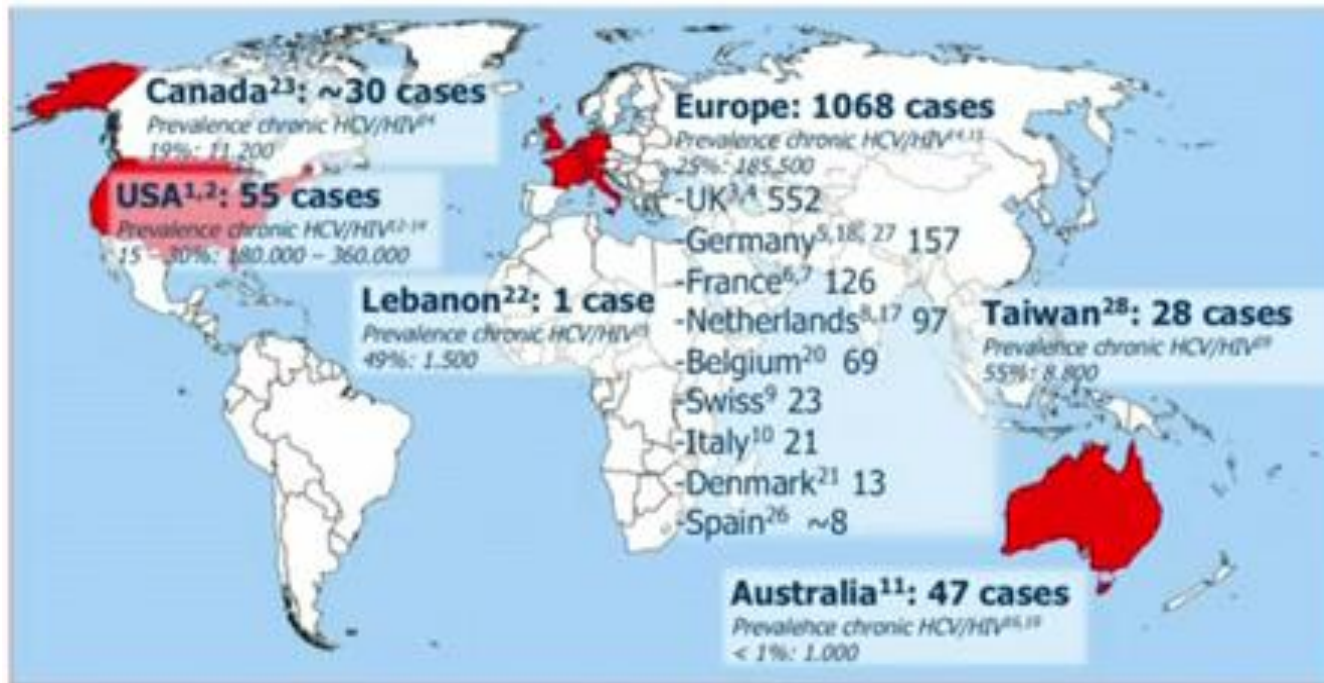 Canada²³: ~30 cases
Prevalence chronic HCV/HIV²⁴
19%: 11.200
USA¹,²: 55 cases
Prevalence chronic HCV/HIV¹²⁻¹⁴
15 – 30%: 180.000 – 360.000
Lebanon²²: 1 case
Prevalence chronic HCV/HIV
49%: 1.500
Europe: 1068 cases
Prevalence chronic HCV/HIV
25%: 185,500
-UK³,⁴ 552
-Germany⁵,¹⁸, ²⁷ 157
-France⁶,⁷ 126
-Netherlands⁸,¹⁷ 97
-Belgium²⁰ 69
-Swiss⁹ 23
-Italy¹⁰ 21
-Denmark²¹ 13
-Spain²⁶ ~8
Taiwan²⁸: 28 cases
Prevalence chronic HCV/HIV
55%: 8.800
Australia¹¹: 47 cases
Prevalence chronic HCV/HIV
< 1%: 1.000